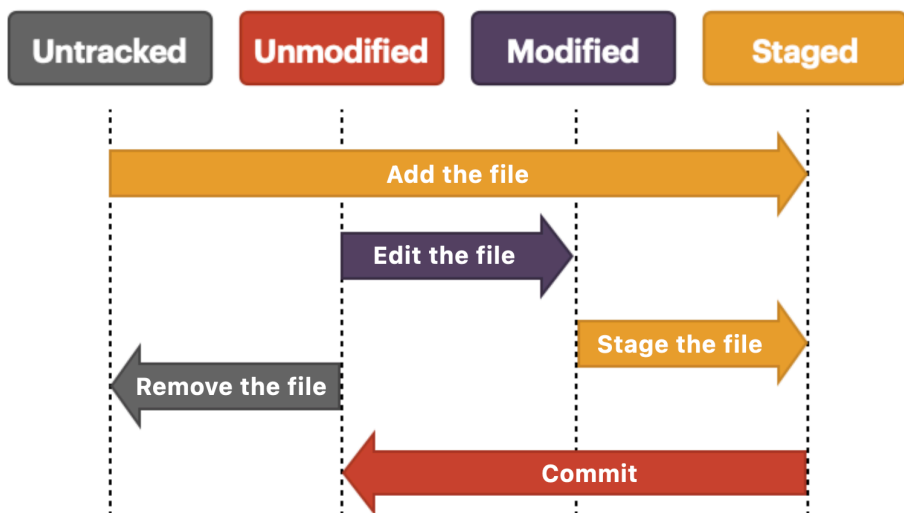 Untracked
Unmodified
Modified
Staged
Add the file
Edit the file
Stage the file
Remove the file
Commit